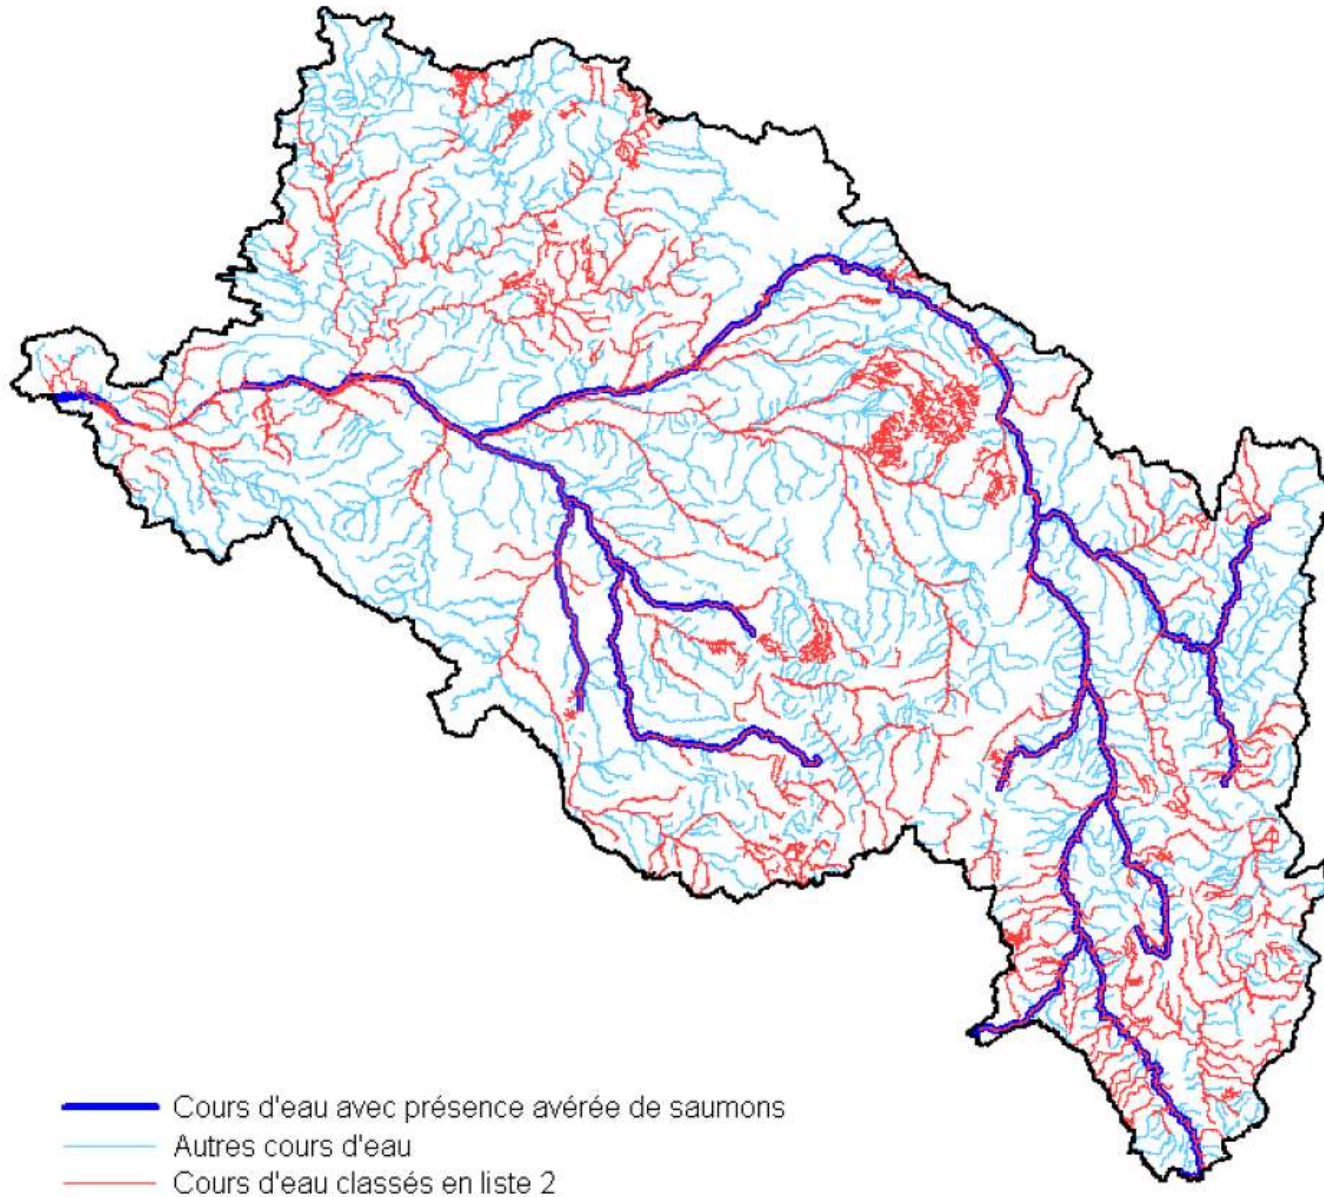 Cours d'eau avec présence avérée de saumons
Autres cours d'eau
Cours d'eau classés en liste 2